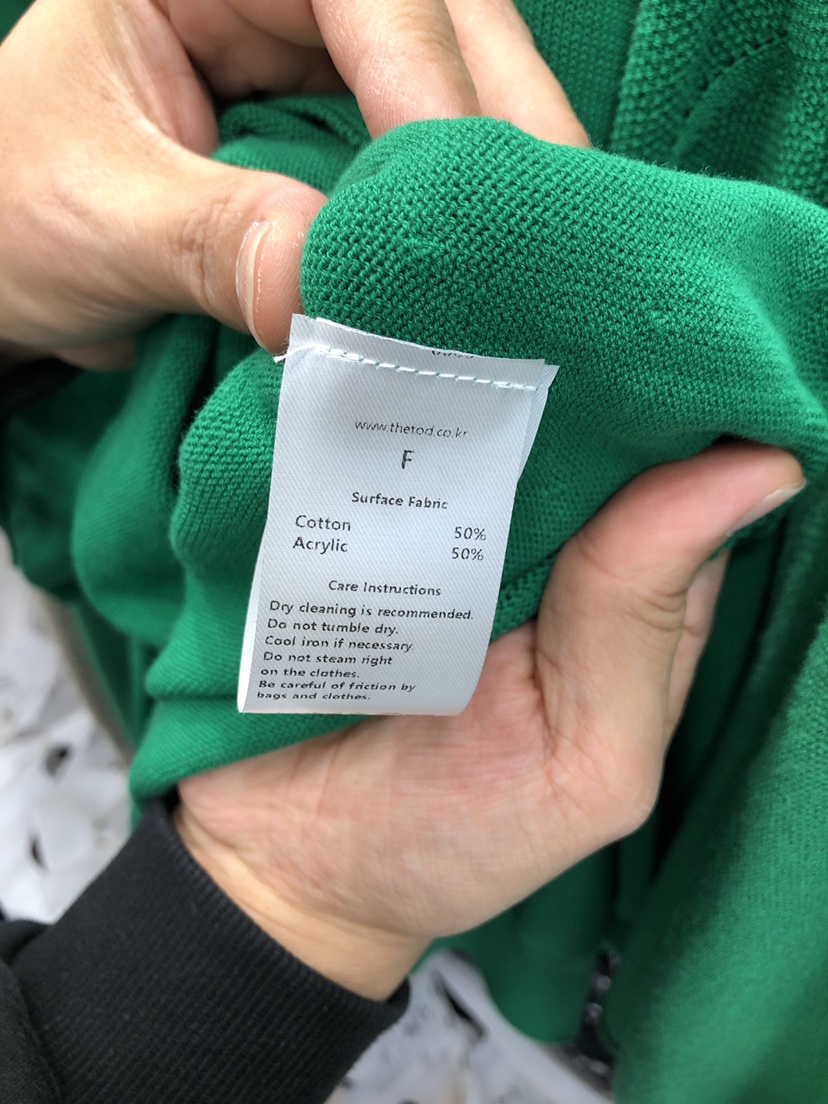 www.thetod.co.kr
F
Surface Fabric
Cotton 50%
Acrylic 50%
Care Instructions
Dry cleaning is recommended.
Do not tumble dry.
Cool iron if necessary.
Do not steam right
on the clothes.
Be careful of friction by
bags and clothes.